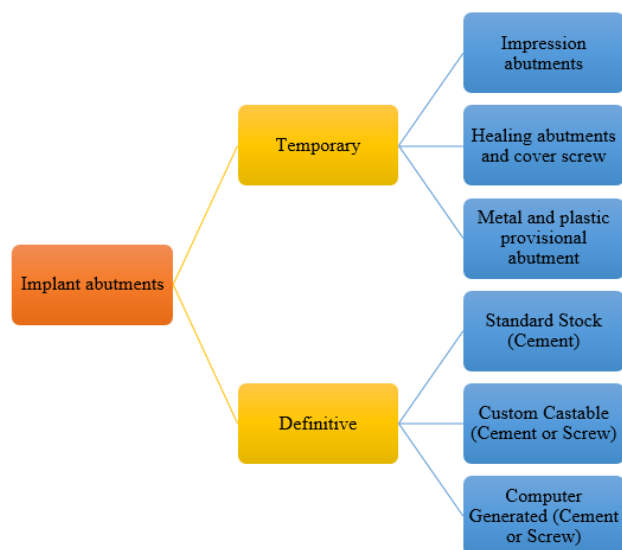 Implant abutments
Temporary
Impression
abutments
Healing abutments
and cover screw
Metal and plastic
provisional
abutment
Definitive
Standard Stock
(Cement)
Custom Castable
(Cement or Screw)
Computer
Generated (Cement
or Screw)